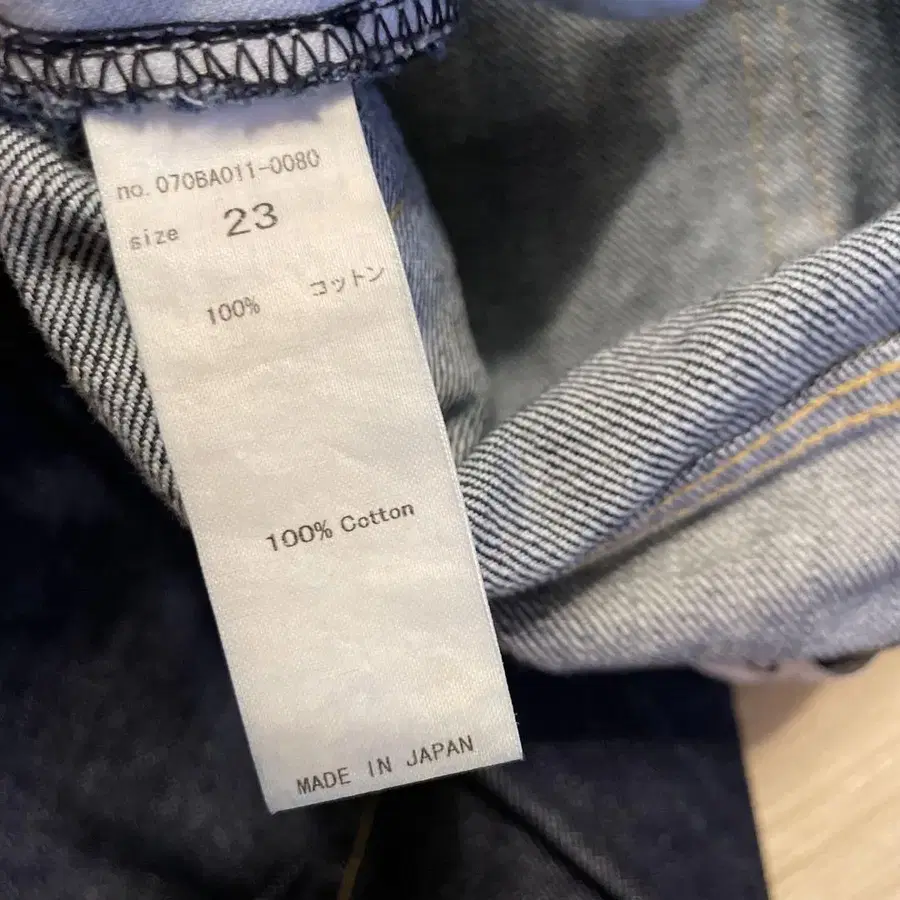 no. 070BA011-0080
size 23
100% コットン
100% Cotton
MADE IN JAPAN